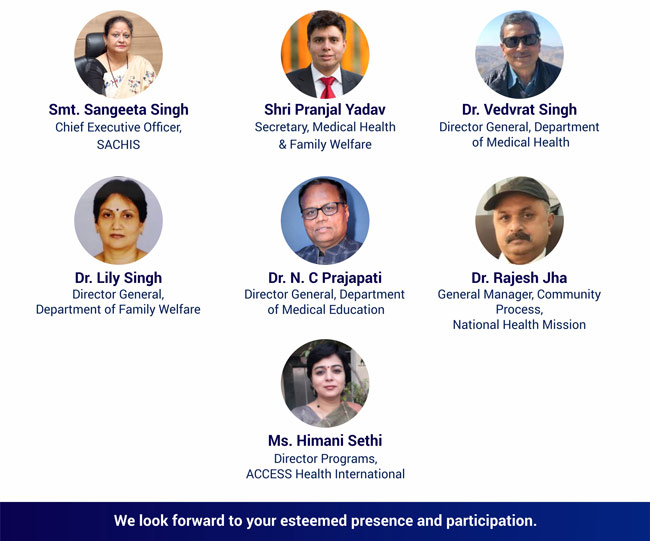 Smt. Sangeeta Singh
Chief Executive Officer,
SACHIS
Shri Pranjal Yadav
Secretary, Medical Health
& Family Welfare
Dr. Vedvrat Singh
Director General, Department
of Medical Health
Dr. Lily Singh
Director General,
Department of Family Welfare
Dr. N. C Prajapati
Director General, Department
of Medical Education
Dr. Rajesh Jha
General Manager, Community
Process,
National Health Mission
Ms. Himani Sethi
Director Programs,
ACCESS Health International
We look forward to your esteemed presence and participation.